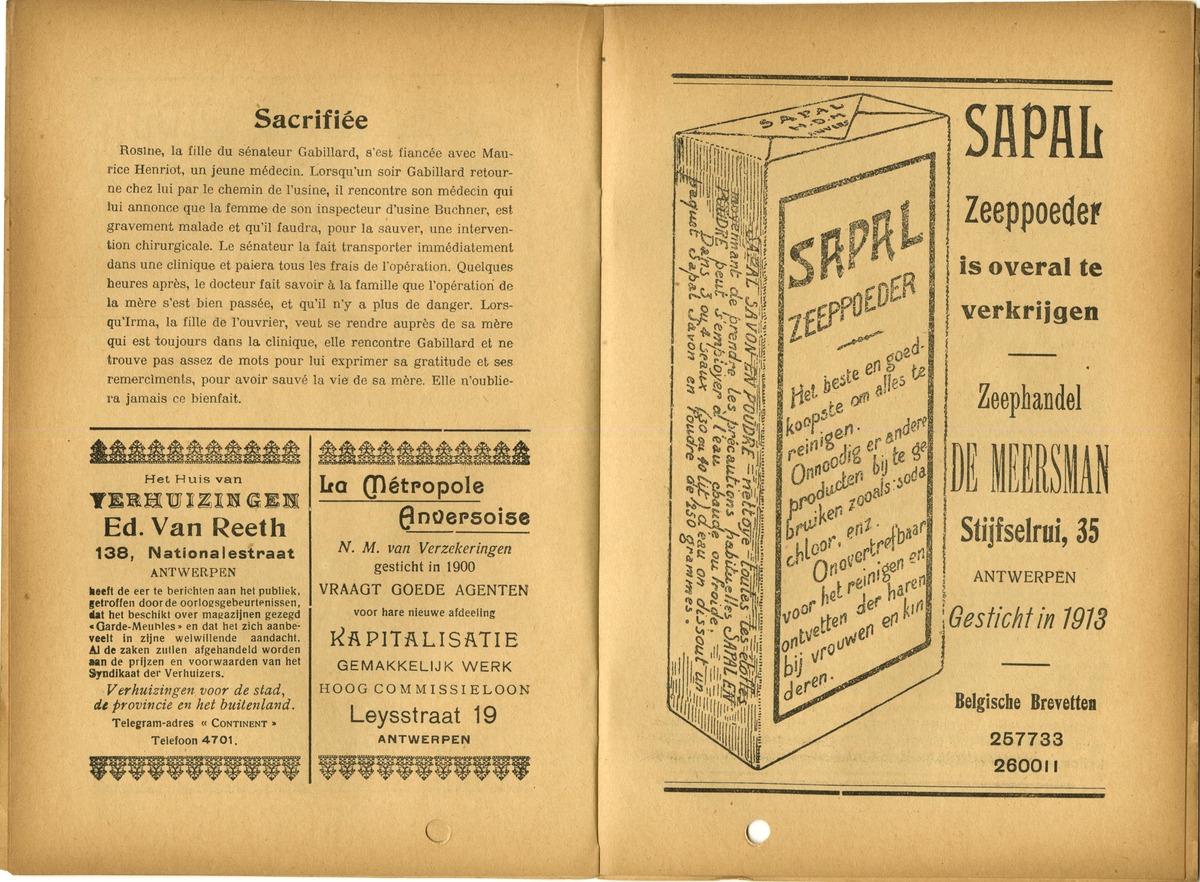 Sacrifiée
Rosine, la fille du sénateur Gabillard, s'est fiancée avec Mau-
rice Henriot, un jeune médecin. Lorsqu'un soir Gabillard retour-
ne chez lui par le chemin de l'usine, il rencontre son médecin qui
lui annonce que la femme de son inspecteur d'usine Buchner, est
gravement malade et qu'il faudra, pour la sauver, une interven-
tion chirurgicale. Le sénateur la fait transporter immédiatement
dans une clinique et paiera tous les frais de l'opération. Quelques
heures après, le docteur fait savoir à la famille que l'opération de
la mère s'est bien passée, et qu'il n'y a plus de danger. Lors-
qu'Irma, la fille de l'ouvrier, veut se rendre auprès de sa mère
qui est toujours dans la clinique, elle rencontre Gabillard et ne
trouve pas assez de mots pour lui exprimer sa gratitude et ses
remerciments, pour avoir sauvé la vie de sa mère. Elle n'oublie-
ra jamais ce bienfait.
Het Huis van
VERHUIZINGEN
Ed. Van Reeth
138, Nationalestraat
ANTWERPEN
heeft de eer te berichten aan het publiek,
getroffen door de oorlogsgebeurtenissen,
dat het beschikt over magazijnen gezegd
«Garde-Meubles» en dat het zich aanbe-
veelt in zijne welwillende aandacht.
Al de zaken zullen afgehandeld worden
aan de prijzen en voorwaarden van het
Syndikaat der Verhuizers.
Verhuizingen voor de stad,
de provincie en het buitenland.
Telegram-adres « CONTINENT »
Telefoon 4701.
La Métropole
Anversoise
N. M. van Verzekeringen
gesticht in 1900
VRAAGT GOEDE AGENTEN
voor hare nieuwe afdeeling
KAPITALISATIE
GEMAKKELIJK WERK
HOOG COMMISSIELOON
Leysstraat 19
ANTWERPEN
SAPAL
M.D.M
ANVERS
SAPAL SAVON EN POUDRE = nettoye toutes les étoffes
moyennant de prendre les précautions habituelles SAPAL EN
POUDRE peut s'employer à l'eau chaude ou froide.
Dans 3 ou 4 seaux (30 ou 40 lit) d'eau on dissout un
paquet Sapal Savon en Poudre de 250 grammes.
SAPAL
ZEEPPOEDER
Het beste en goed-
koopste om alles te
reinigen.
Onnoodig er andere
producten bij te ge
bruiken zooals: soda
chloor, enz.
Onovertrefbaar
voor het reinigen en
ontvetten der haren
bij vrouwen en kin
deren.
SAPAL
Zeeppoeder
is overal te
verkrijgen
Zeephandel
DE MEERSMAN
Stijfselrui, 35
ANTWERPEN
Gesticht in 1913
Belgische Brevetten
257733
260011